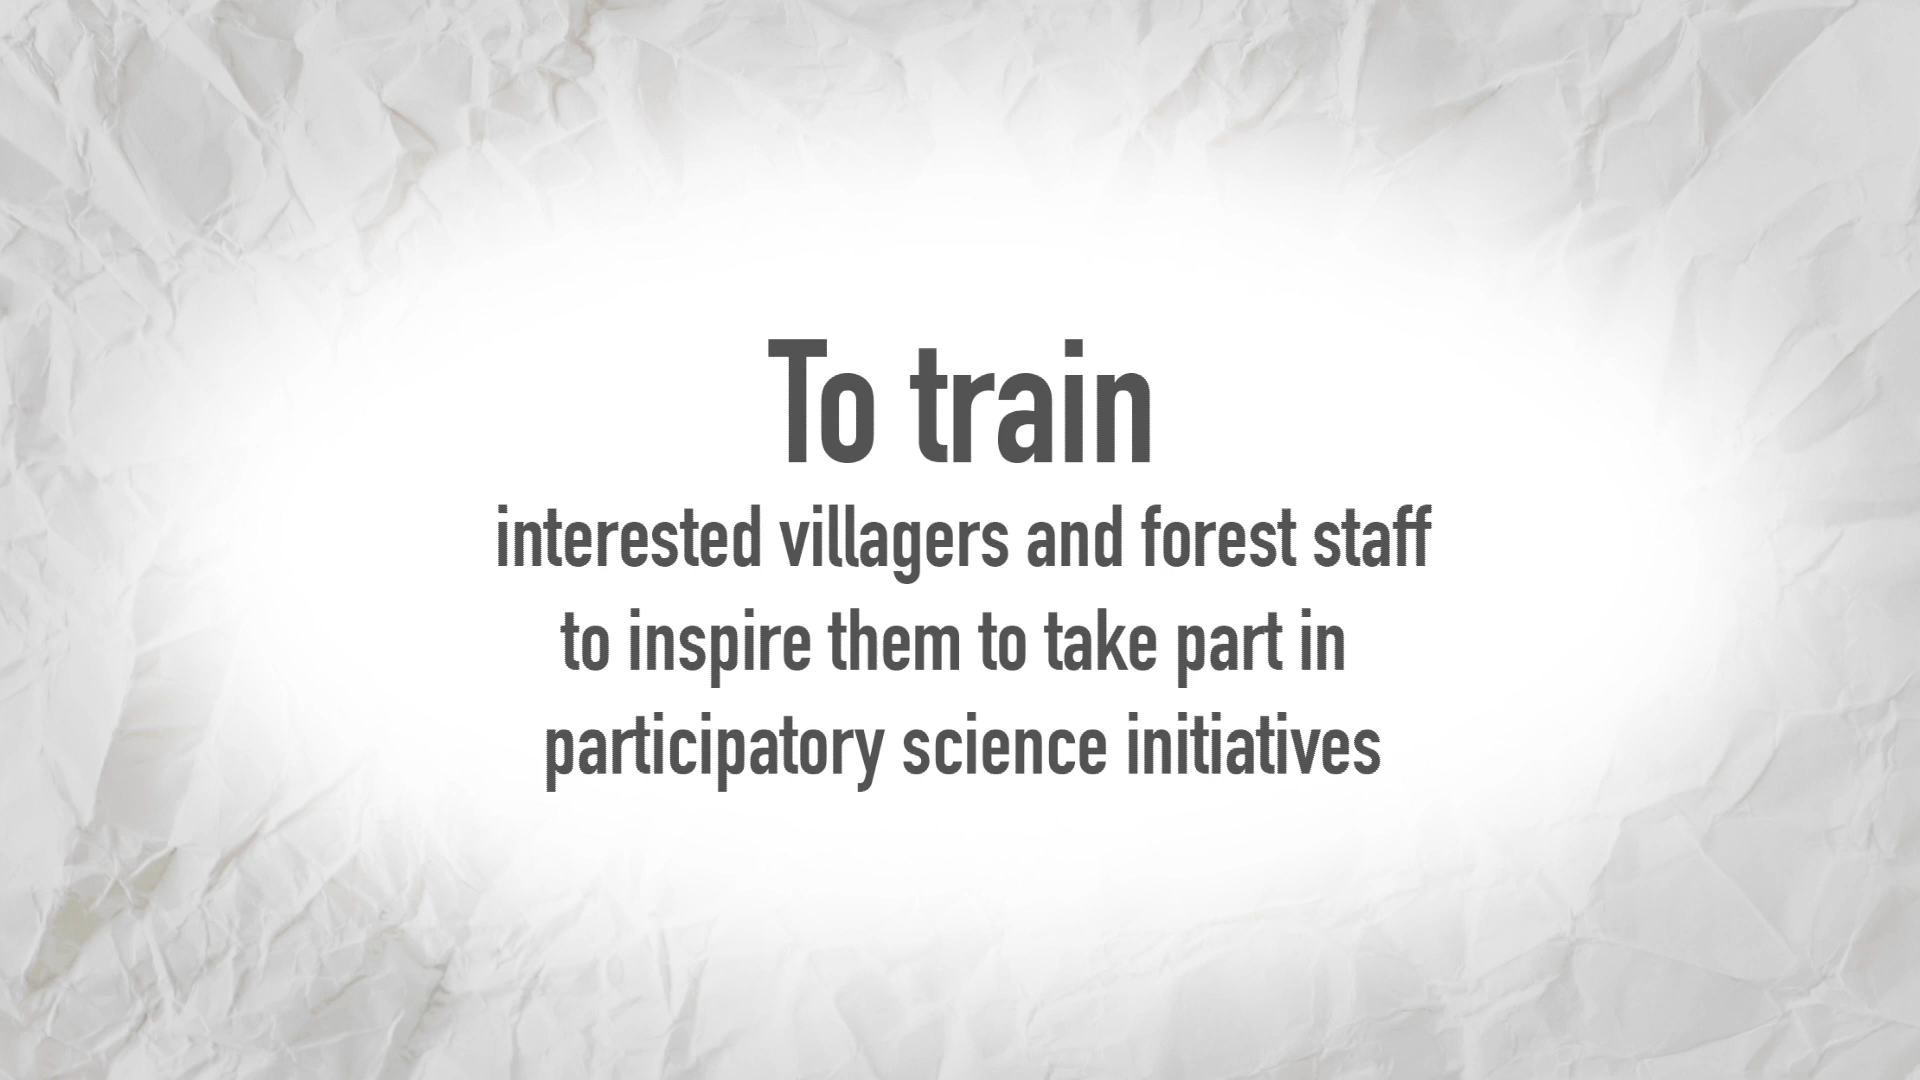 To train
interested villagers and forest staff
to inspire them to take part in
participatory science initiatives